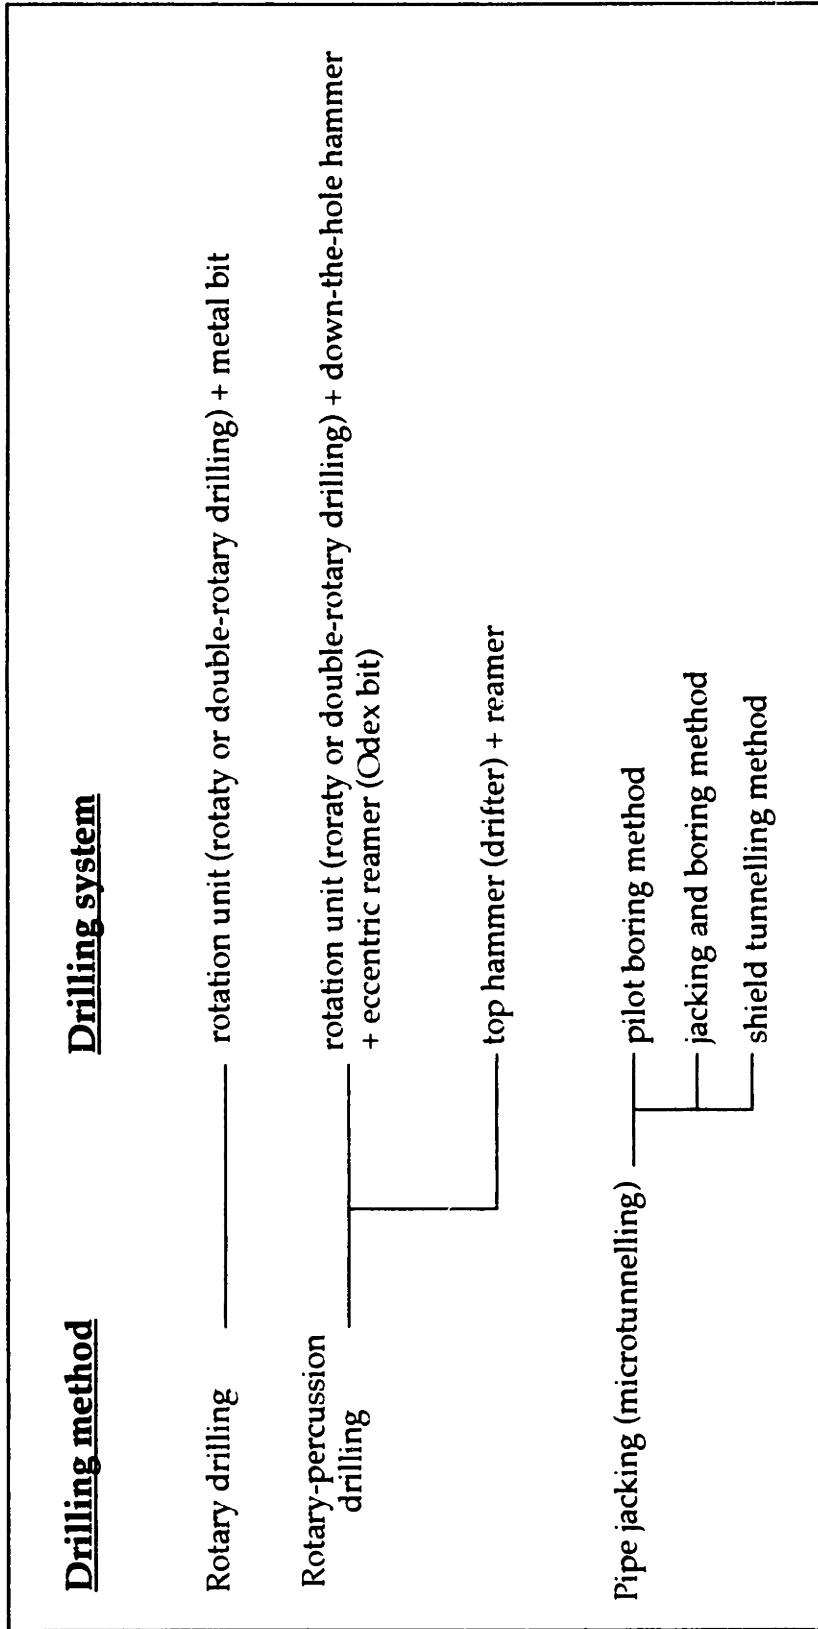 Drilling method
Drilling system
Rotary drilling
rotation unit (rotaty or double-rotary drilling) + metal bit
Rotary-percussion
drilling
rotation unit (roraty or double-rotary drilling) + down-the-hole hammer
+ eccentric reamer (Odex bit)
top hammer (drifter) + reamer
Pipe jacking (microtunnelling)
pilot boring method
jacking and boring method
shield tunnelling method